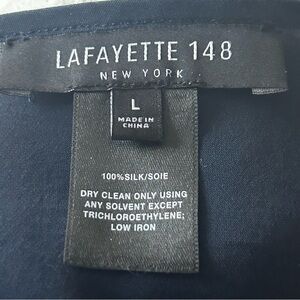 LAFAYETTE 148
NEW YORK
L
MADE IN
CHINA
100%SILK/SOIE
DRY CLEAN ONLY USING
ANY SOLVENT EXCEPT
TRICHLOROETHYLENE;
LOW IRON